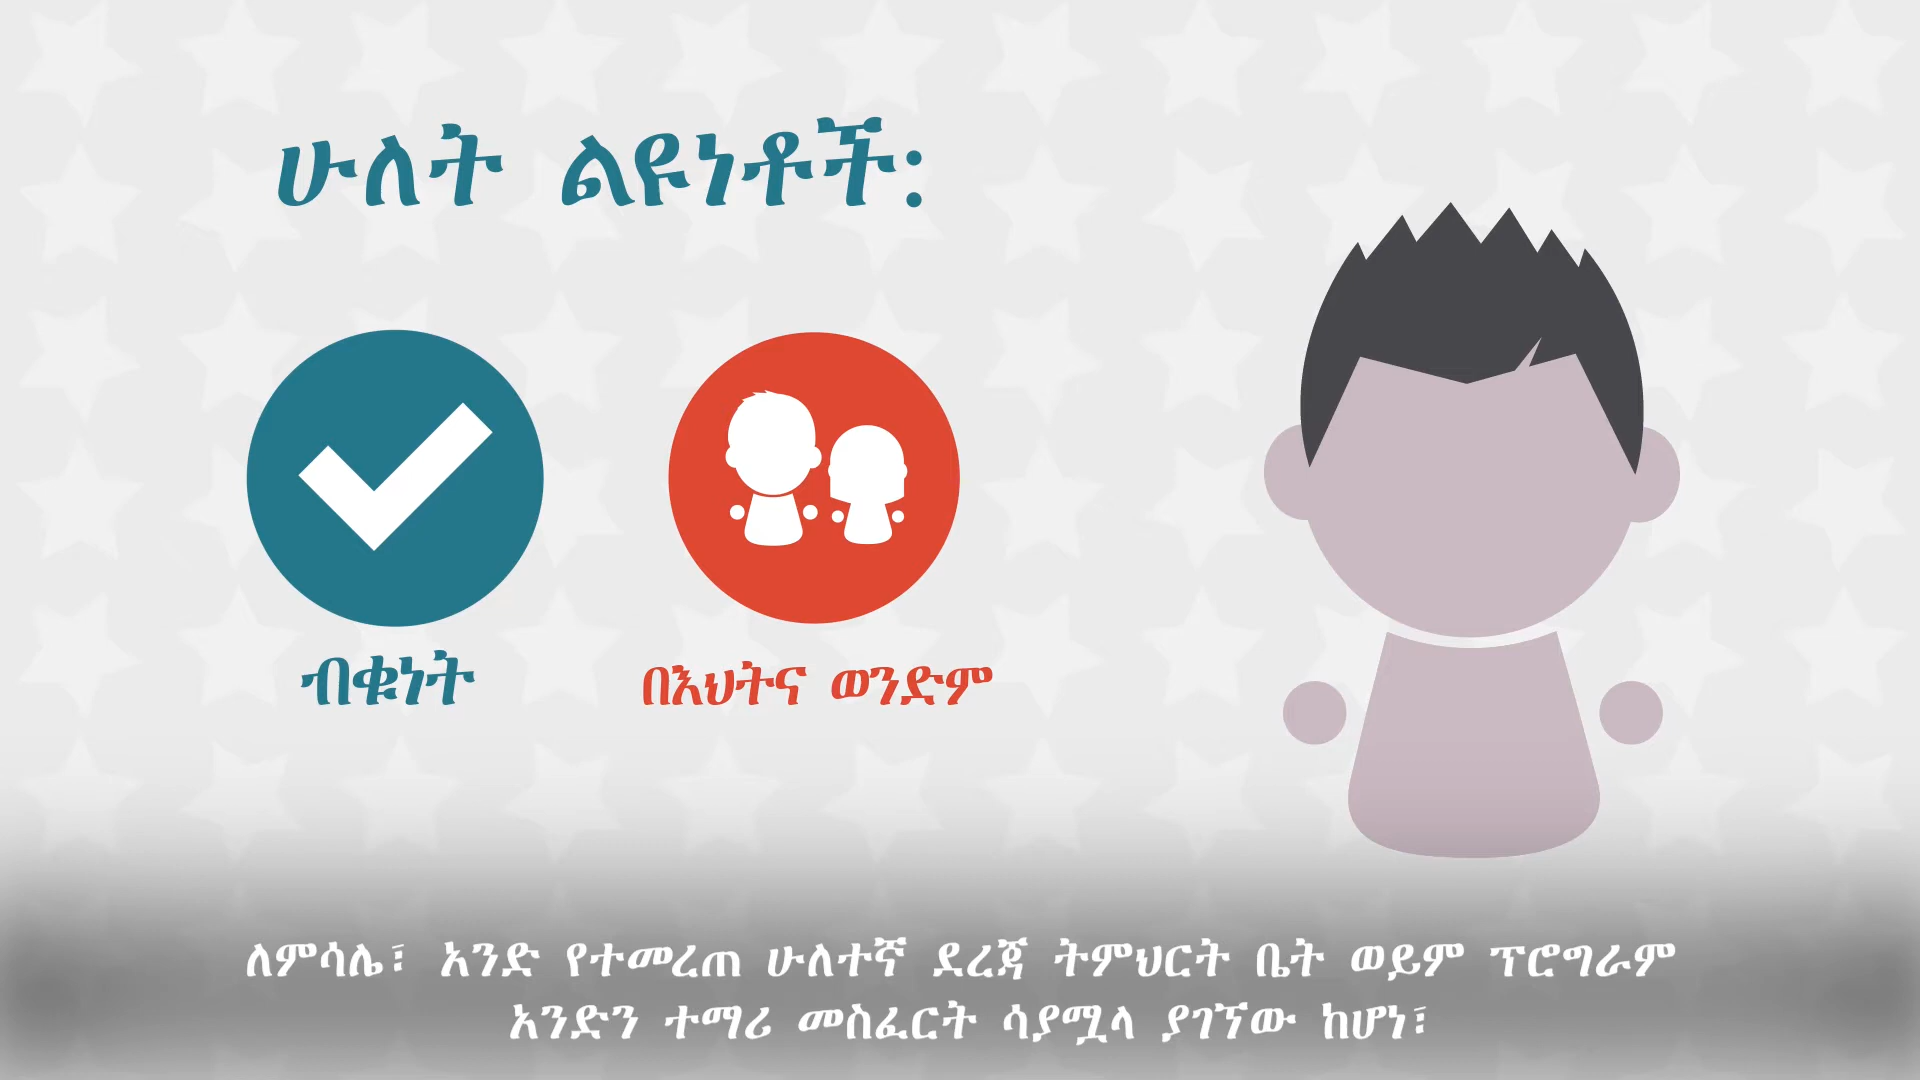 ሁለት ልዩነቶች:
ብቁነት
በእህትና ወንድም
ለምሳሌ፣ አንድ የተመረጠ ሁለተኛ ደረጃ ትምህርት ቤት ወይም ፕሮግራም
አንድን ተማሪ መስፈርት ሳያሟላ ያገኘው ከሆነ፣